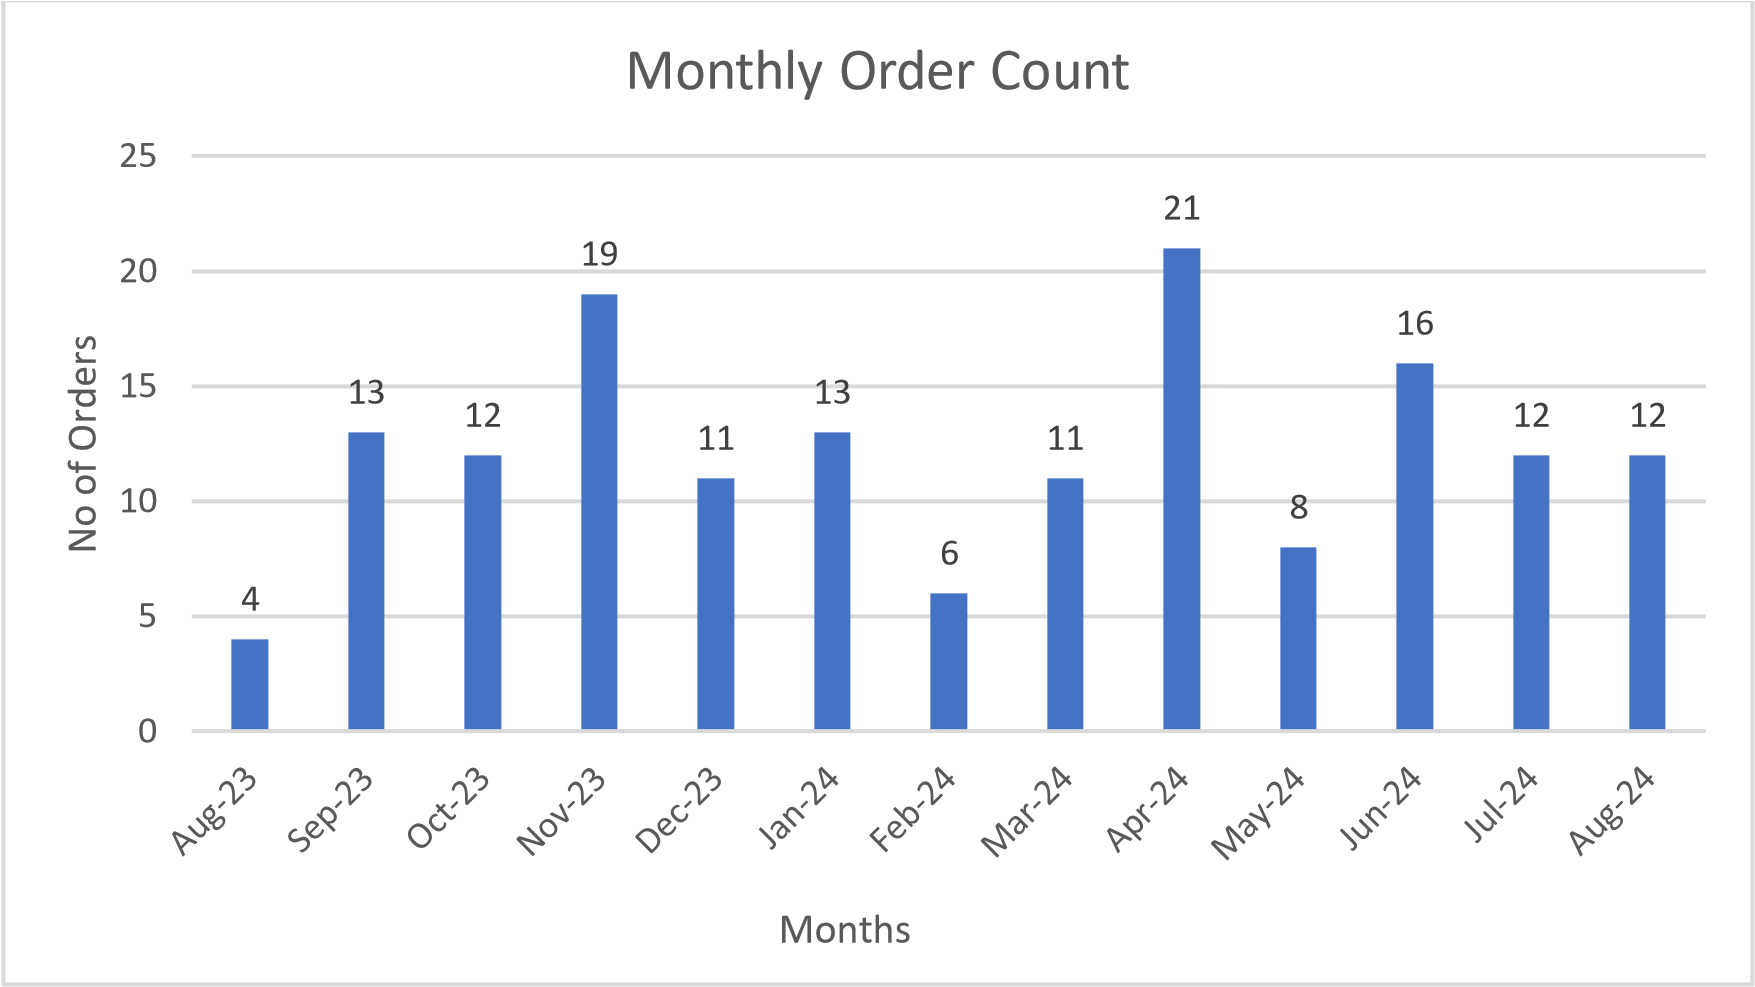 Monthly Order Count
25
20
15
10
5
0
No of Orders
4
13
12
19
11
13
6
11
21
8
16
12
12
Aug-23
Sep-23
Oct-23
Nov-23
Dec-23
Jan-24
Feb-24
Mar-24
Apr-24
May-24
Jun-24
Jul-24
Aug-24
Months